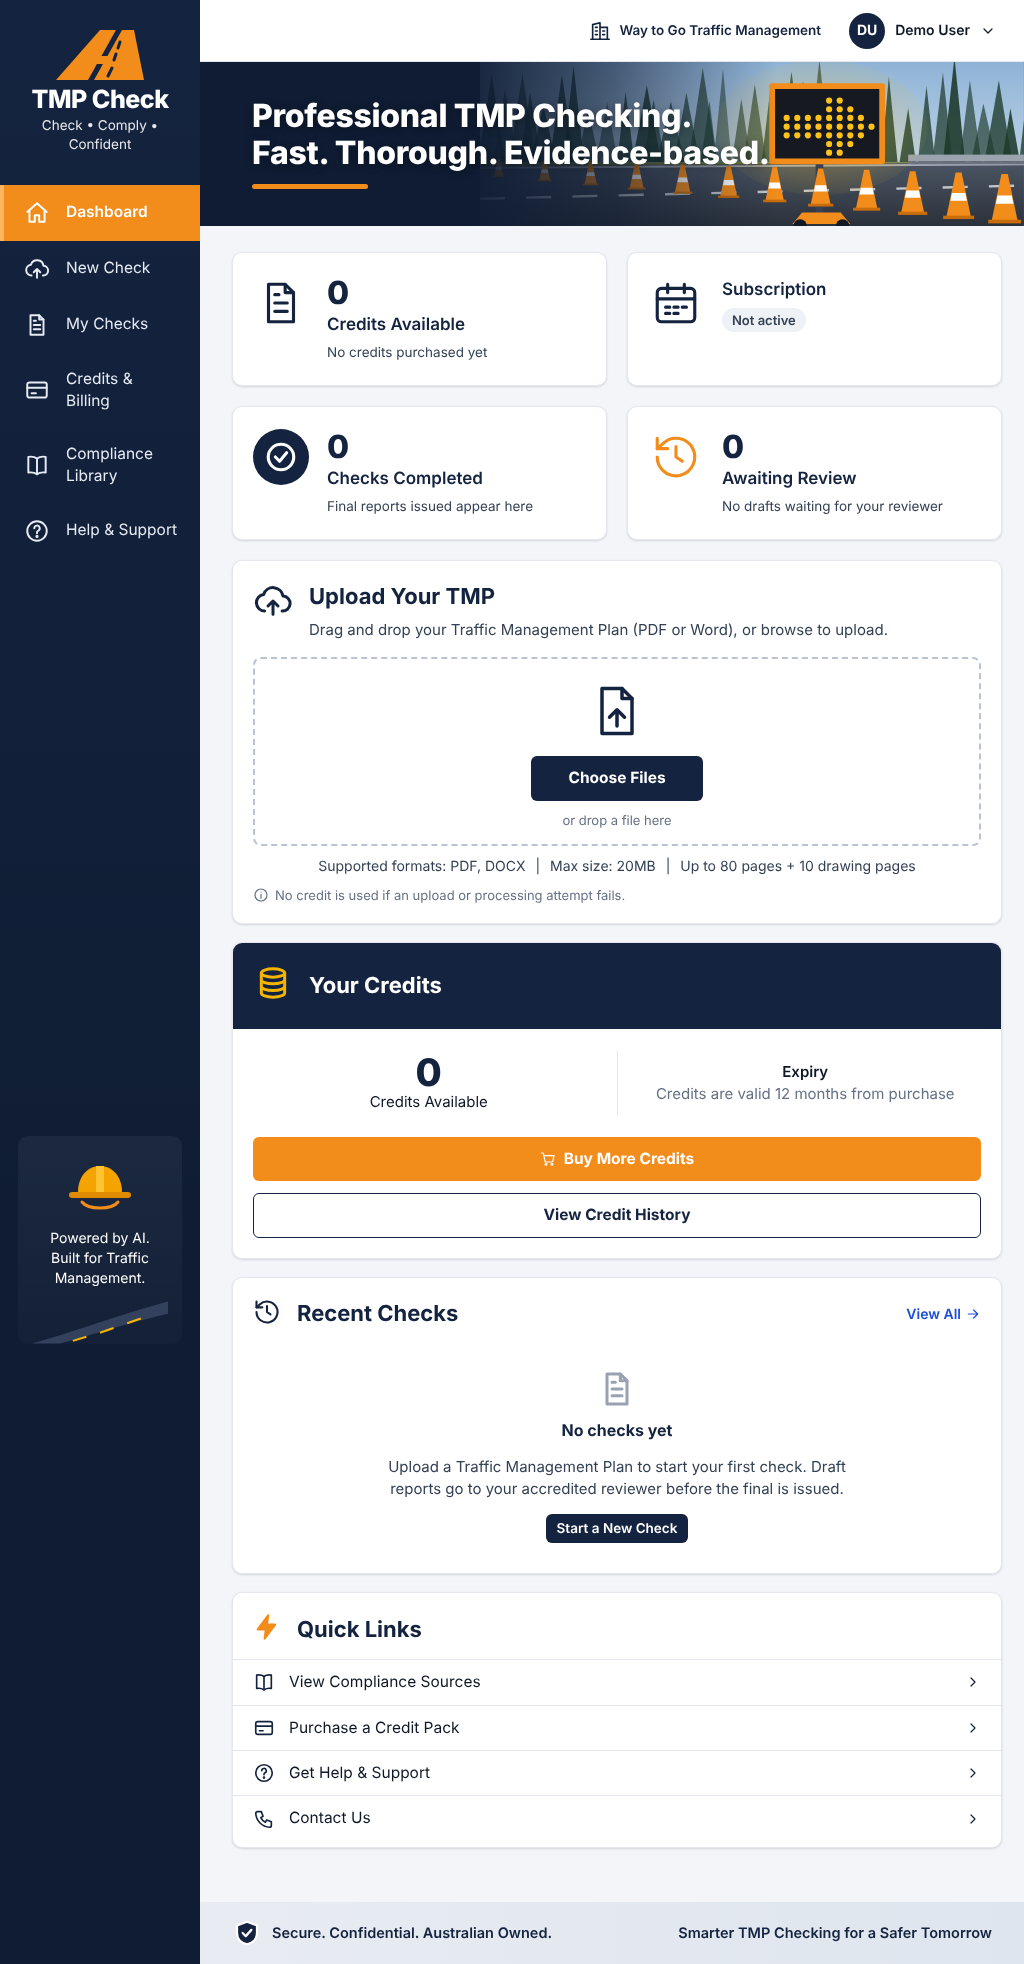 TMP Check
Check • Comply •
Confident
Dashboard
New Check
My Checks
Credits &
Billing
Compliance
Library
Help & Support
Powered by AI.
Built for Traffic
Management.
Way to Go Traffic Management
DU
Demo User
Professional TMP Checking.
Fast. Thorough. Evidence-based.
0
Credits Available
No credits purchased yet
Subscription
Not active
0
Checks Completed
Final reports issued appear here
0
Awaiting Review
No drafts waiting for your reviewer
Upload Your TMP
Drag and drop your Traffic Management Plan (PDF or Word), or browse to upload.
Choose Files
or drop a file here
Supported formats: PDF, DOCX | Max size: 20MB | Up to 80 pages + 10 drawing pages
No credit is used if an upload or processing attempt fails.
Your Credits
0
Credits Available
Expiry
Credits are valid 12 months from purchase
Buy More Credits
View Credit History
Recent Checks
View All →
No checks yet
Upload a Traffic Management Plan to start your first check. Draft
reports go to your accredited reviewer before the final is issued.
Start a New Check
Quick Links
View Compliance Sources
Purchase a Credit Pack
Get Help & Support
Contact Us
Secure. Confidential. Australian Owned.
Smarter TMP Checking for a Safer Tomorrow